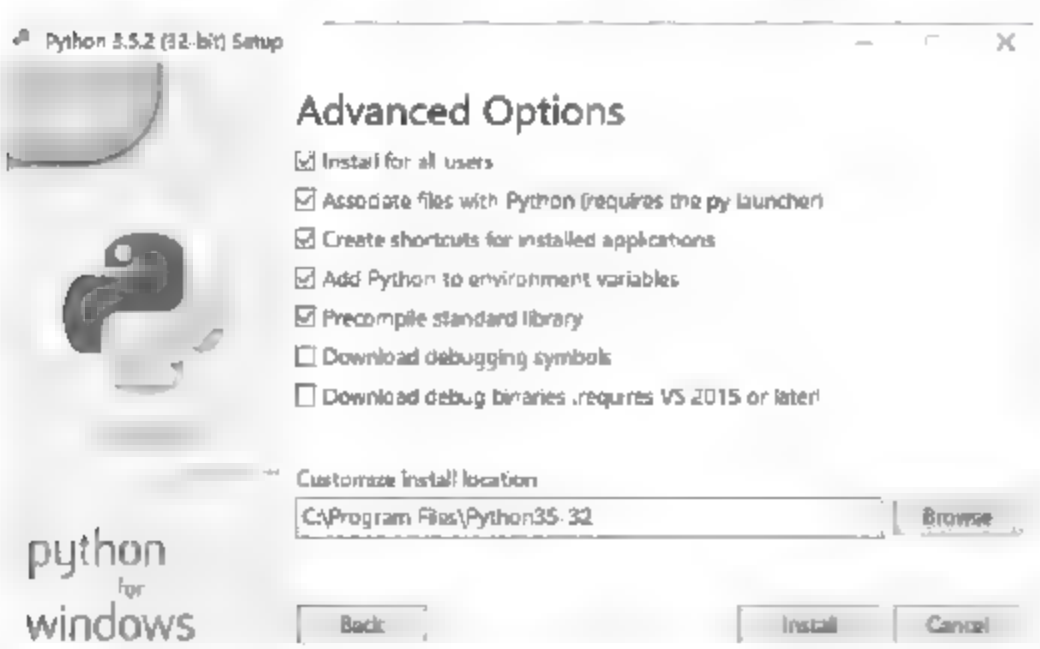 Python 3.5.2 (32-bit) Setup
Advanced Options
Install for all users
Associate files with Python (requires the py launcher)
Create shortcuts for installed applications
Add Python to environment variables
Precompile standard library
Download debugging symbols
Download debug binaries (requires VS 2015 or later)
Customize install location
C:\Program Files\Python35-32
Browse
python
for
windows
Back
Install
Cancel